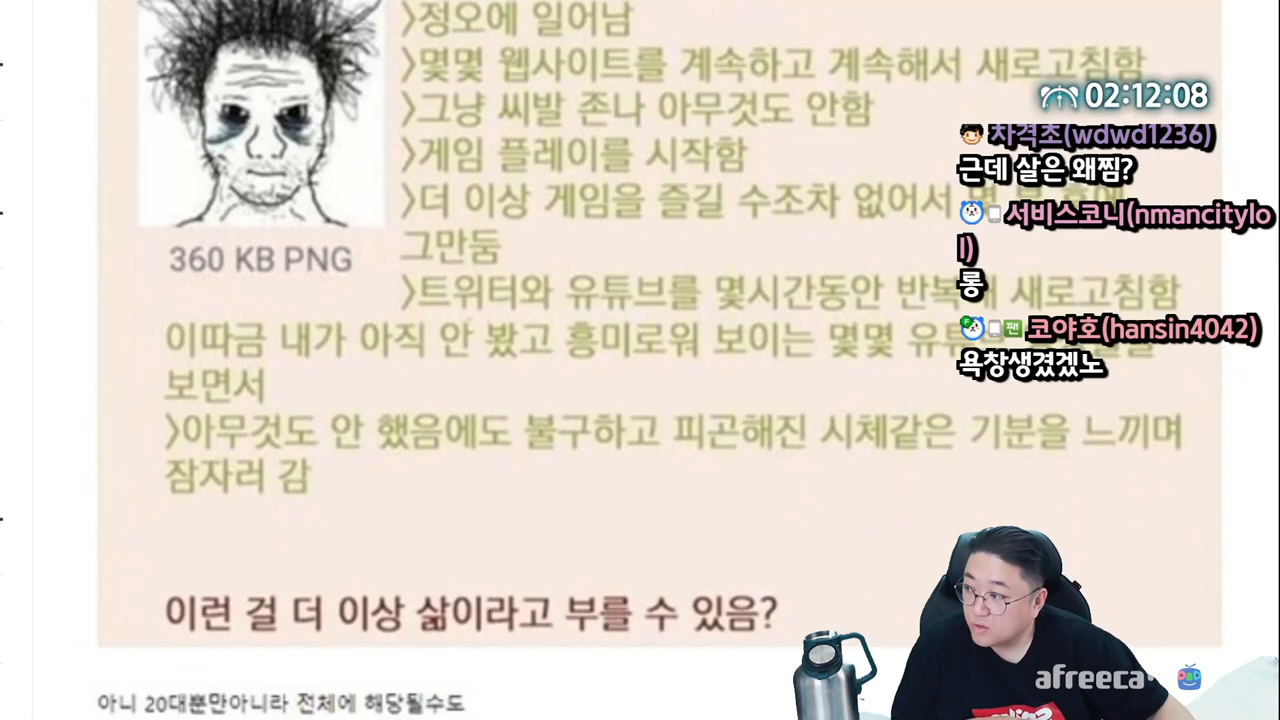 >정오에 일어남
>몇몇 웹사이트를 계속하고 계속해서 새로고침함
>그냥 씨발 존나 아무것도 안함
>게임 플레이를 시작함
>더 이상 게임을 즐길 수조차 없어서
그만둠
360 KB PNG
>트위터와 유튜브를 몇시간동안 새로고침함
이따금 내가 아직 안 봤고 흥미로워 보이는 몇몇
보면서
>아무것도 안 했음에도 불구하고 피곤해진 시체같은 기분을 느끼며
잠자러 감
이런 걸 더 이상 삶이라고 부를 수 있음?
아니 20대뿐만아니라 전체에 해당될수도
02:12:08
차격조(wdwd1236)
근데 살은 왜찜?
서비스코니(nmancitylo
l)
롱
팬 코야호(hansin4042)
욕창생겼겠노
afreeca